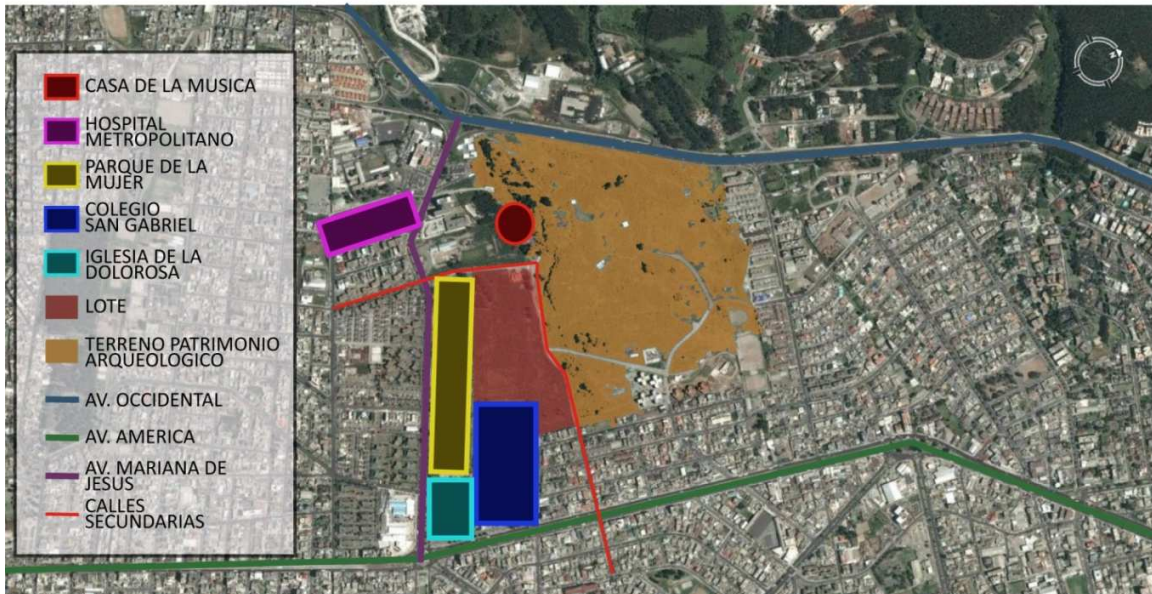 CASA DE LA MUSICA
HOSPITAL
METROPOLITANO
PARQUE DE LA
MUJER
COLEGIO
SAN GABRIEL
IGLESIA DE LA
DOLOROSA
LOTE
TERRENO PATRIMONIO
ARQUEOLOGICO
AV. OCCIDENTAL
AV. AMERICA
AV. MARIANA DE
JESUS
CALLES
SECUNDARIAS